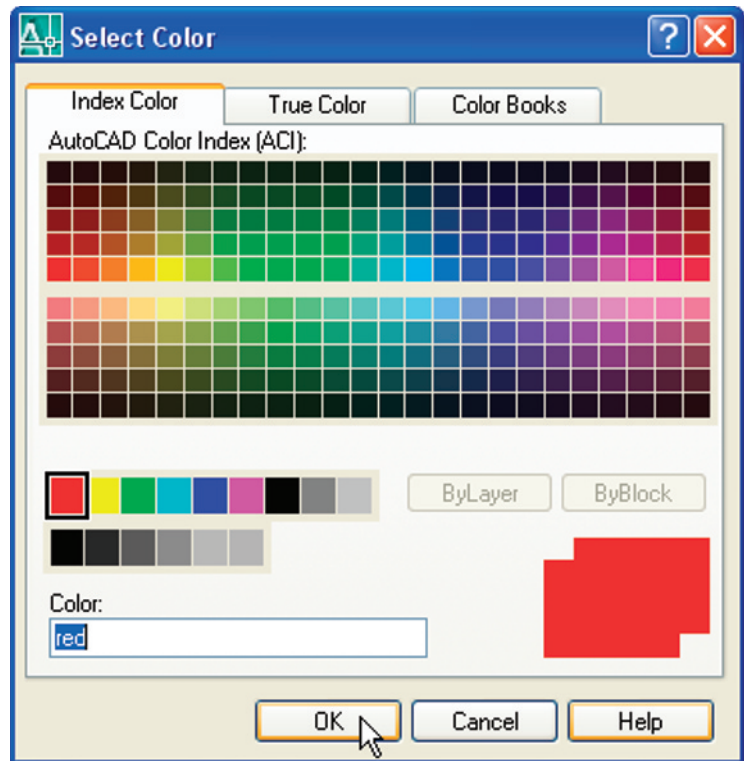 Select Color
Index Color True Color Color Books
AutoCAD Color Index (ACI):
ByLayer ByBlock
Color:
red
OK Cancel Help